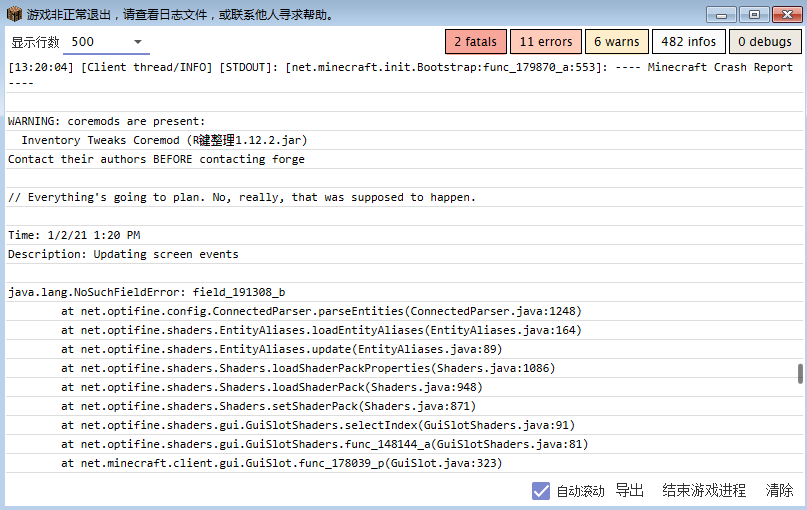 游戏非正常退出，请查看日志文件，或联系他人寻求帮助。
显示行数 500 2 fatals 11 errors 6 warns 482 infos 0 debugs
[13:20:04] [Client thread/INFO] [STDOUT]: [net.minecraft.init.Bootstrap:func_179870_a:553]: ---- Minecraft Crash Report
----
WARNING: coremods are present:
Inventory Tweaks Coremod (R键整理1.12.2.jar)
Contact their authors BEFORE contacting forge
// Everything's going to plan. No, really, that was supposed to happen.
Time: 1/2/21 1:20 PM
Description: Updating screen events
java.lang.NoSuchFieldError: field_191308_b
at net.optifine.config.ConnectedParser.parseEntities(ConnectedParser.java:1248)
at net.optifine.shaders.EntityAliases.loadEntityAliases(EntityAliases.java:164)
at net.optifine.shaders.EntityAliases.update(EntityAliases.java:89)
at net.optifine.shaders.Shaders.loadShaderPackProperties(Shaders.java:1086)
at net.optifine.shaders.Shaders.loadShaderPack(Shaders.java:948)
at net.optifine.shaders.Shaders.setShaderPack(Shaders.java:871)
at net.optifine.shaders.gui.GuiSlotShaders.selectIndex(GuiSlotShaders.java:91)
at net.optifine.shaders.gui.GuiSlotShaders.func_148144_a(GuiSlotShaders.java:81)
at net.minecraft.client.gui.GuiSlot.func_178039_p(GuiSlot.java:323)
自动滚动 导出 结束游戏进程 清除